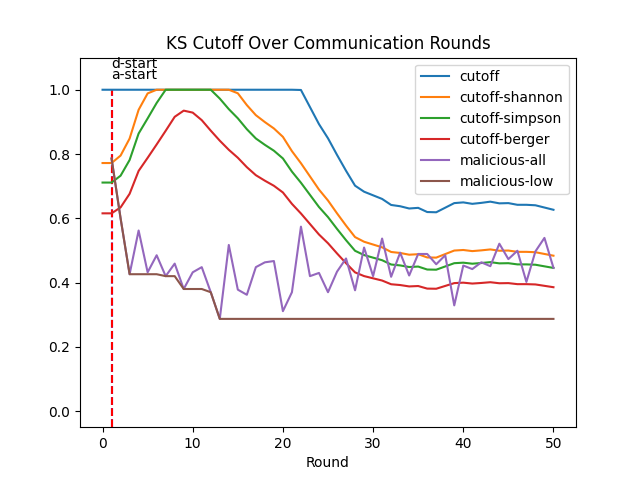 KS Cutoff Over Communication Rounds
d-start
a-start
cutoff
cutoff-shannon
cutoff-simpson
cutoff-berger
malicious-all
malicious-low
1.0
0.8
0.6
0.4
0.2
0.0
0 10 20 30 40 50
Round